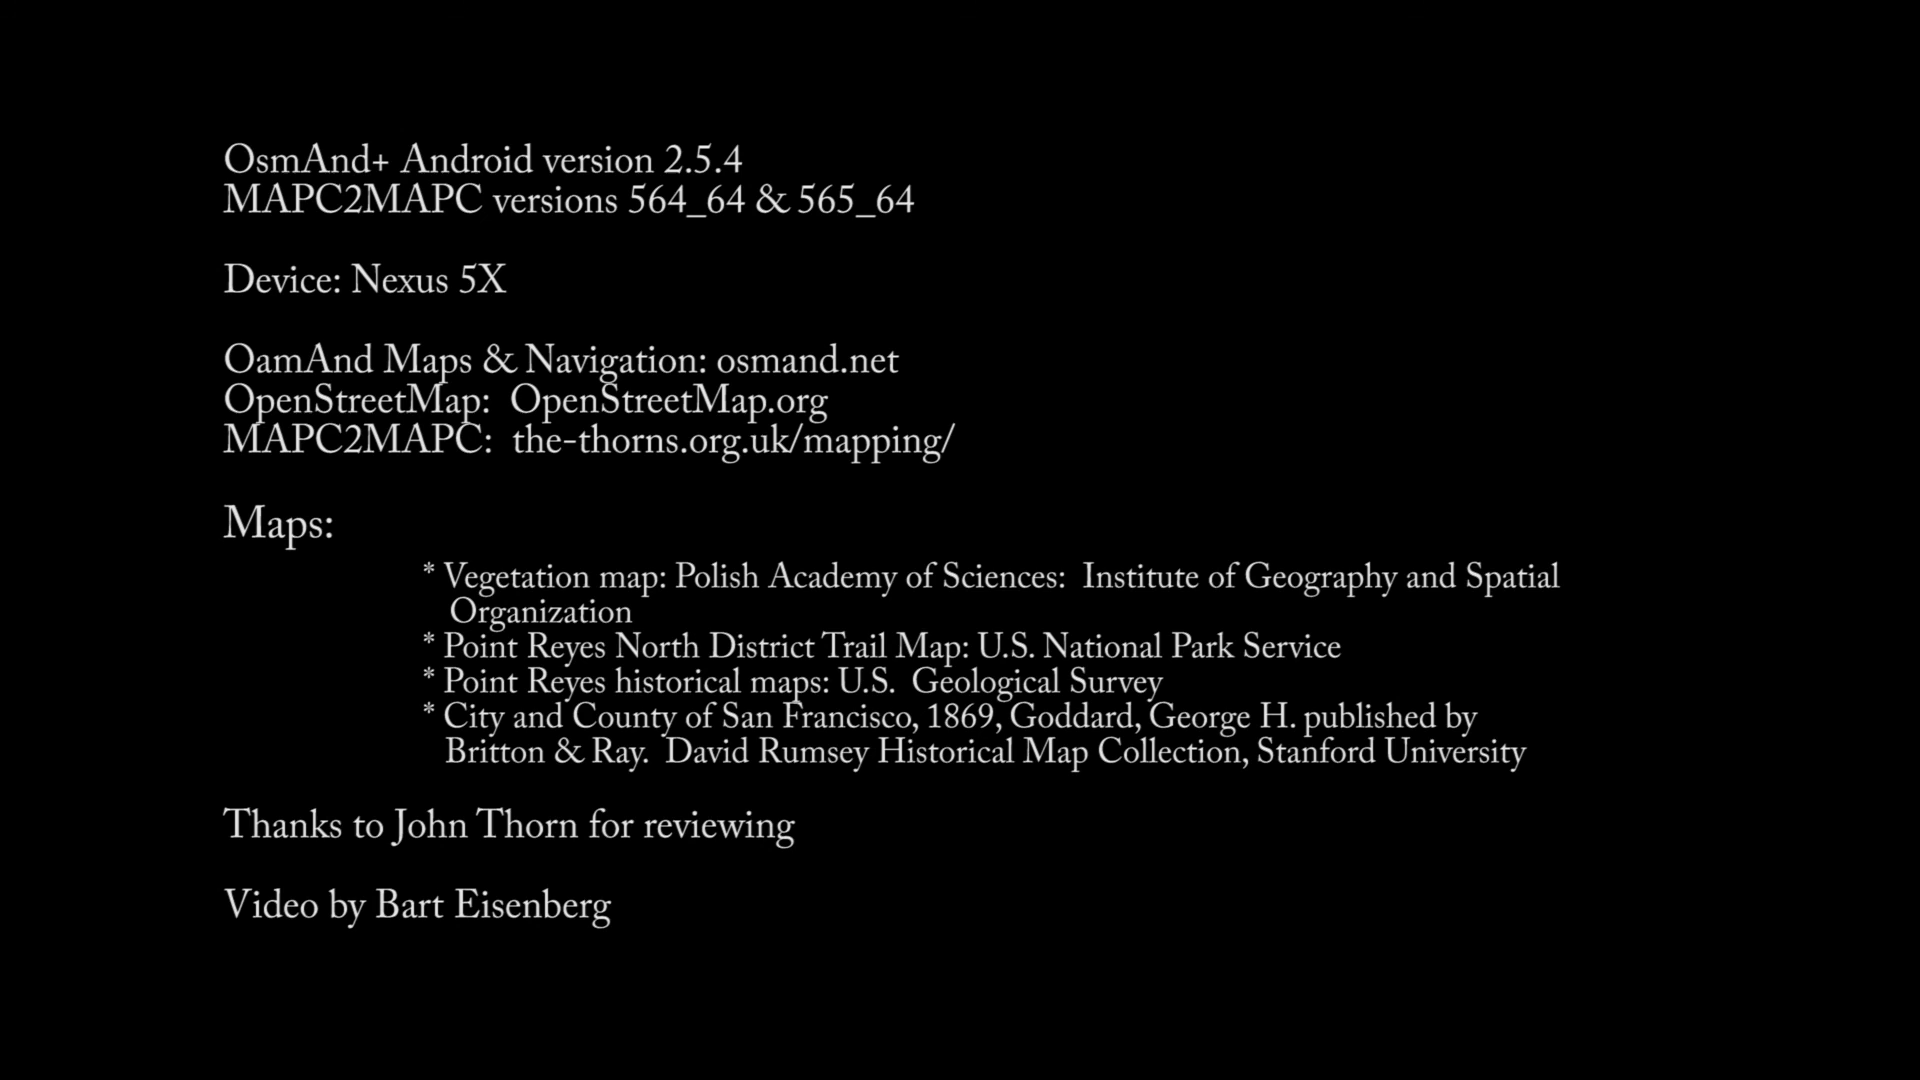 OsmAnd+ Android version 2.5.4
MAPC2MAPC versions 564_64 & 565_64
Device: Nexus 5X
OamAnd Maps & Navigation: osmand.net
OpenStreetMap:  OpenStreetMap.org
MAPC2MAPC:  the-thorns.org.uk/mapping/
Maps:
* Vegetation map: Polish Academy of Sciences:  Institute of Geography and Spatial
Organization
* Point Reyes North District Trail Map: U.S. National Park Service
* Point Reyes historical maps: U.S.  Geological Survey
* City and County of San Francisco, 1869, Goddard, George H. published by
Britton & Ray.  David Rumsey Historical Map Collection, Stanford University
Thanks to John Thorn for reviewing
Video by Bart Eisenberg